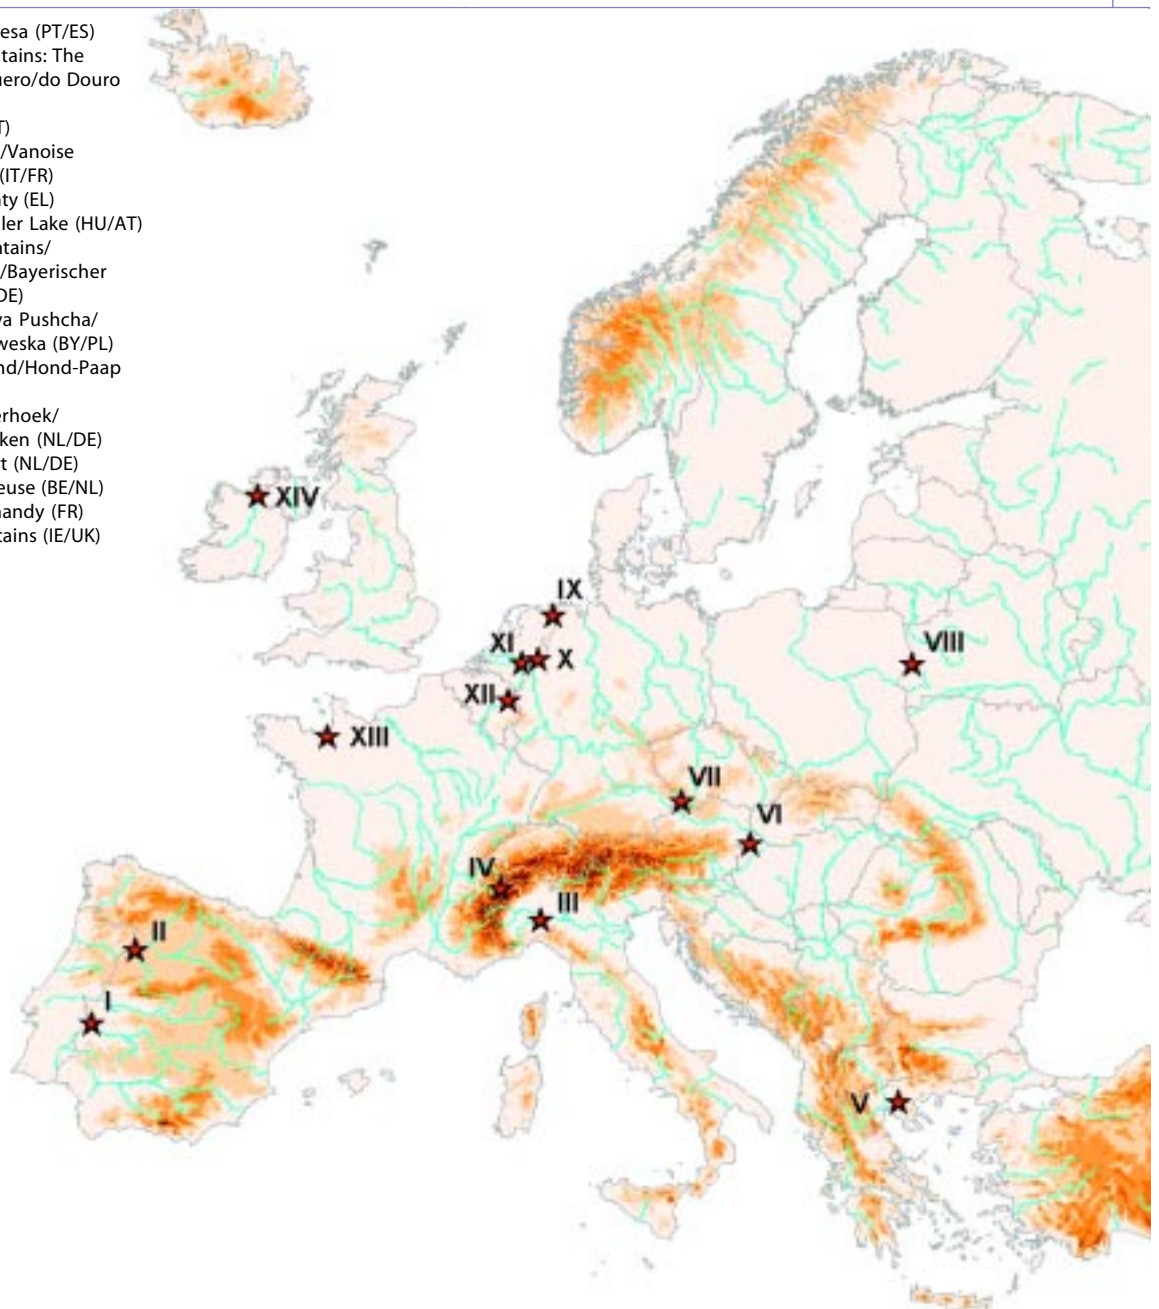 esa (PT/ES)
tains: The
uero/do Douro
T)
/Vanoise
(IT/FR)
ty (EL)
ler Lake (HU/AT)
tains/
/Bayerischer
DE)
va Pushcha/
weska (BY/PL)
nd/Hond-Paap
erhoek/
ken (NL/DE)
t (NL/DE)
euse (BE/NL)
andy (FR)
tains (IE/UK)
XIV
IX
XI
X
VIII
XII
XIII
VII
VI
IV
III
II
I
V